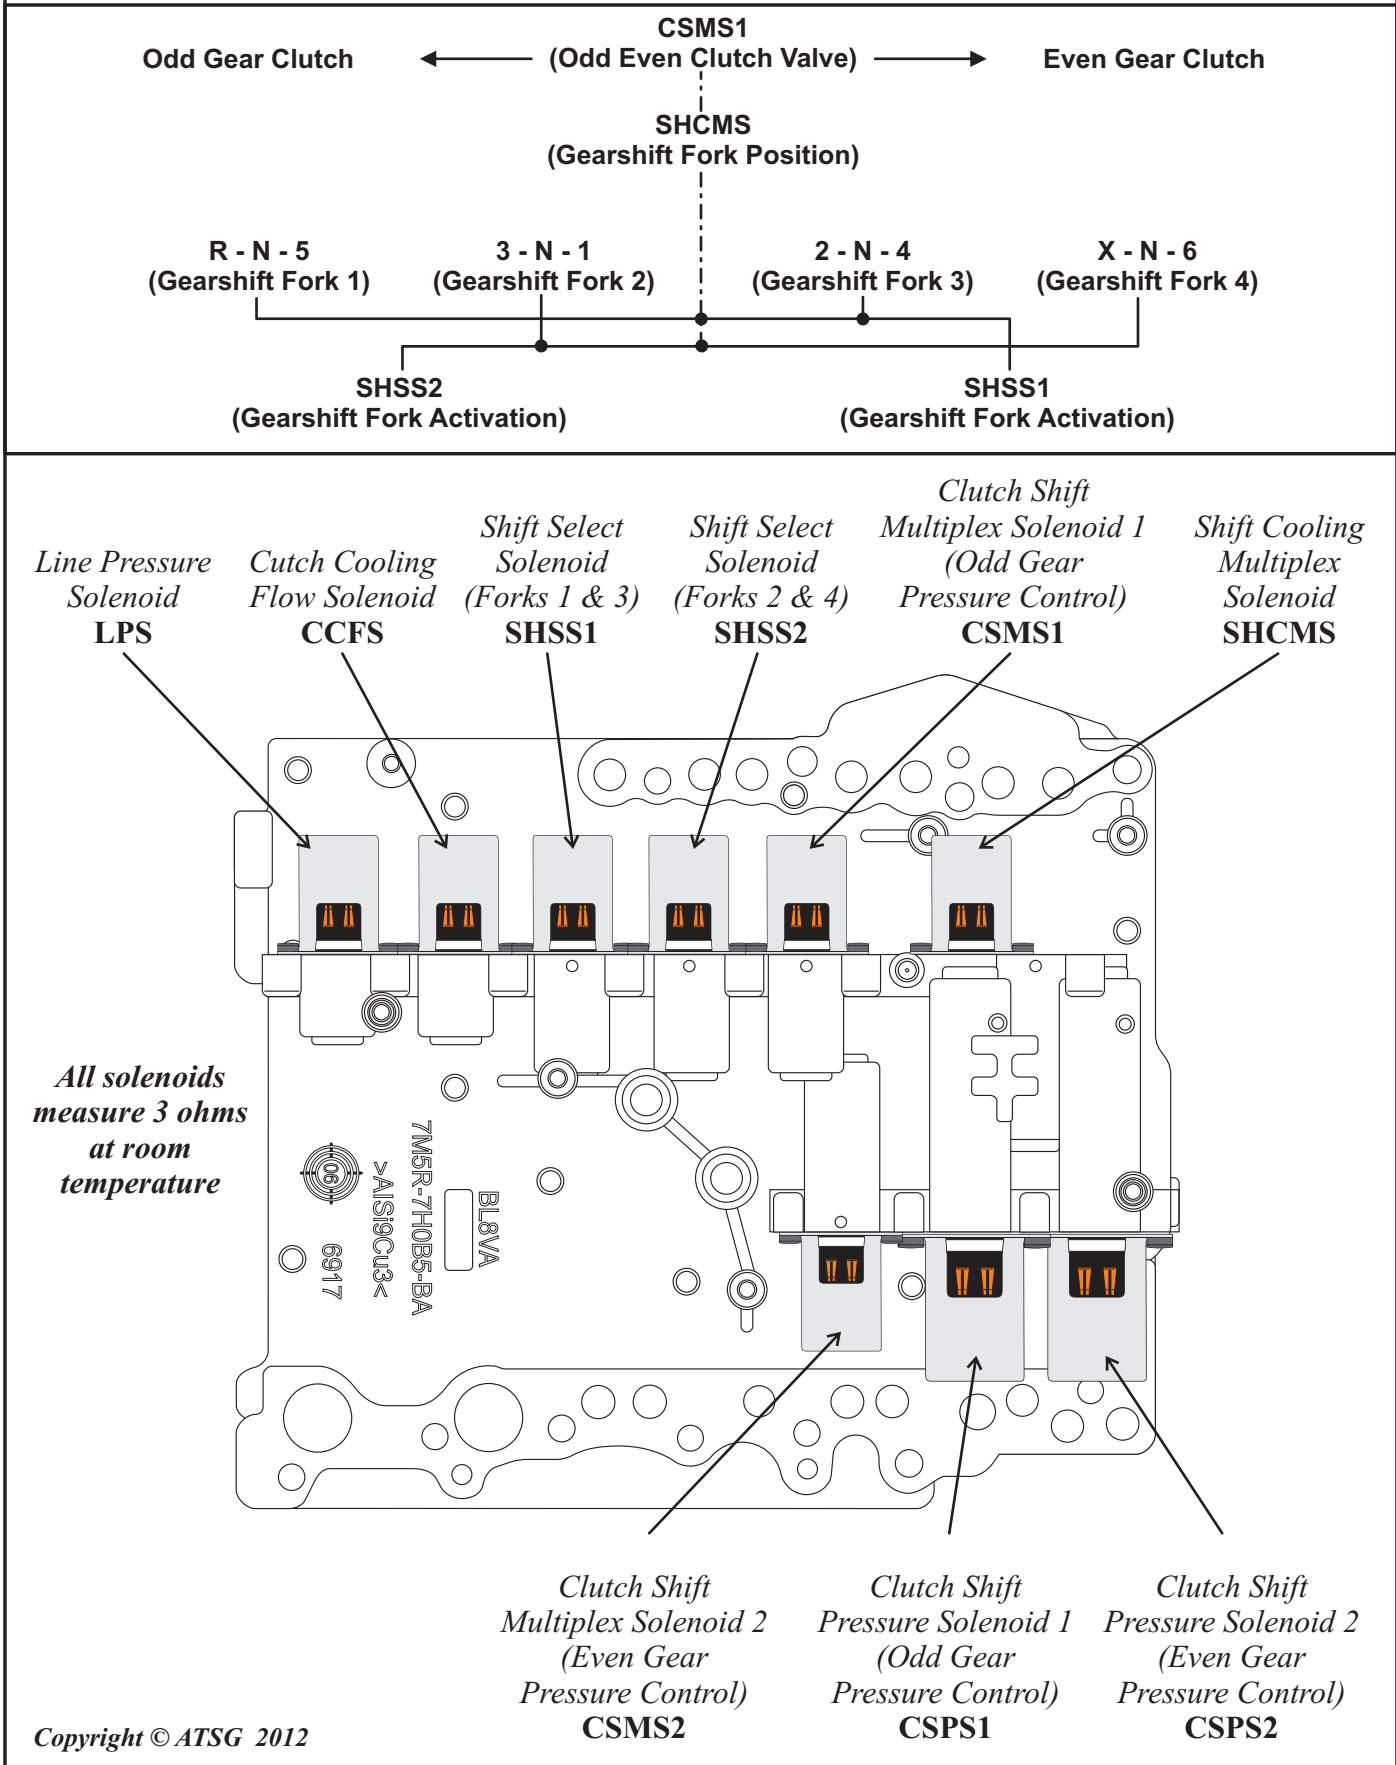 CSMS1
Odd Gear Clutch
(Odd Even Clutch Valve)
Even Gear Clutch
SHCMS
(Gearshift Fork Position)
R - N - 5
(Gearshift Fork 1)
3 - N - 1
(Gearshift Fork 2)
2 - N - 4
(Gearshift Fork 3)
X - N - 6
(Gearshift Fork 4)
SHSS2
(Gearshift Fork Activation)
SHSS1
(Gearshift Fork Activation)
Line Pressure
Solenoid
LPS
Cutch Cooling
Flow Solenoid
CCFS
Shift Select
Solenoid
(Forks 1 & 3)
SHSS1
Shift Select
Solenoid
(Forks 2 & 4)
SHSS2
Clutch Shift
Multiplex Solenoid 1
(Odd Gear
Pressure Control)
CSMS1
Shift Cooling
Multiplex
Solenoid
SHCMS
All solenoids
measure 3 ohms
at room
temperature
06
6917
>AlSi9Cu3<
7M5R-7H0B5-BA
BL8VA
Clutch Shift
Multiplex Solenoid 2
(Even Gear
Pressure Control)
CSMS2
Clutch Shift
Pressure Solenoid 1
(Odd Gear
Pressure Control)
CSPS1
Clutch Shift
Pressure Solenoid 2
(Even Gear
Pressure Control)
CSPS2
Copyright © ATSG 2012